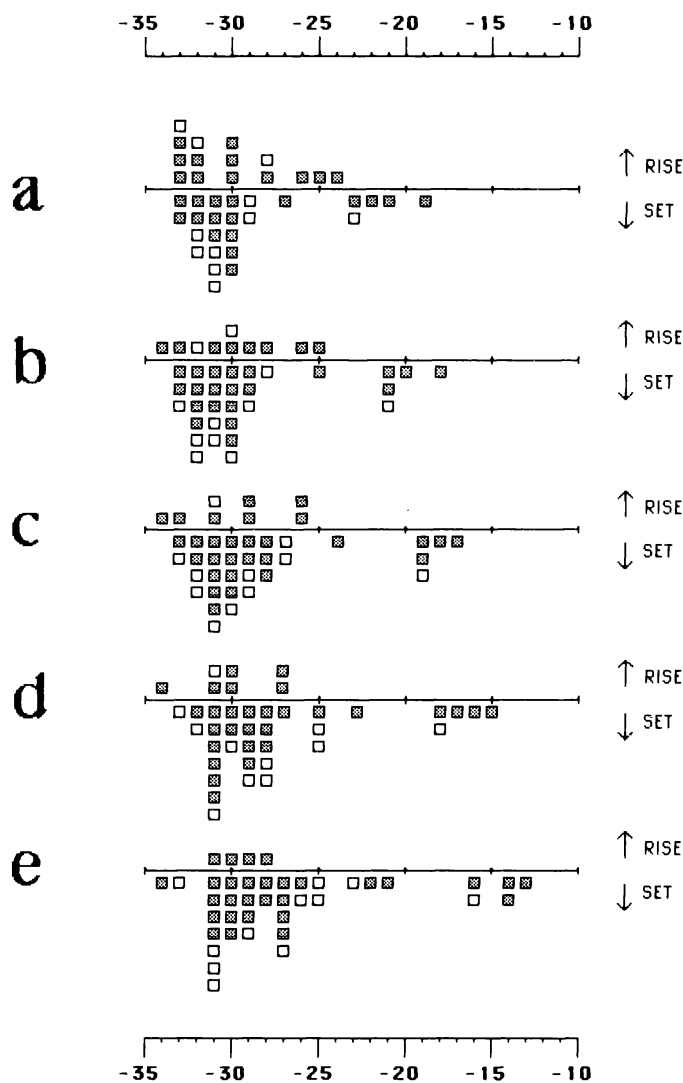 -35 -30 -25 -20 -15 -10
a
↑ RISE
↓ SET
b
↑ RISE
↓ SET
c
↑ RISE
↓ SET
d
↑ RISE
↓ SET
e
↑ RISE
↓ SET
-35 -30 -25 -20 -15 -10